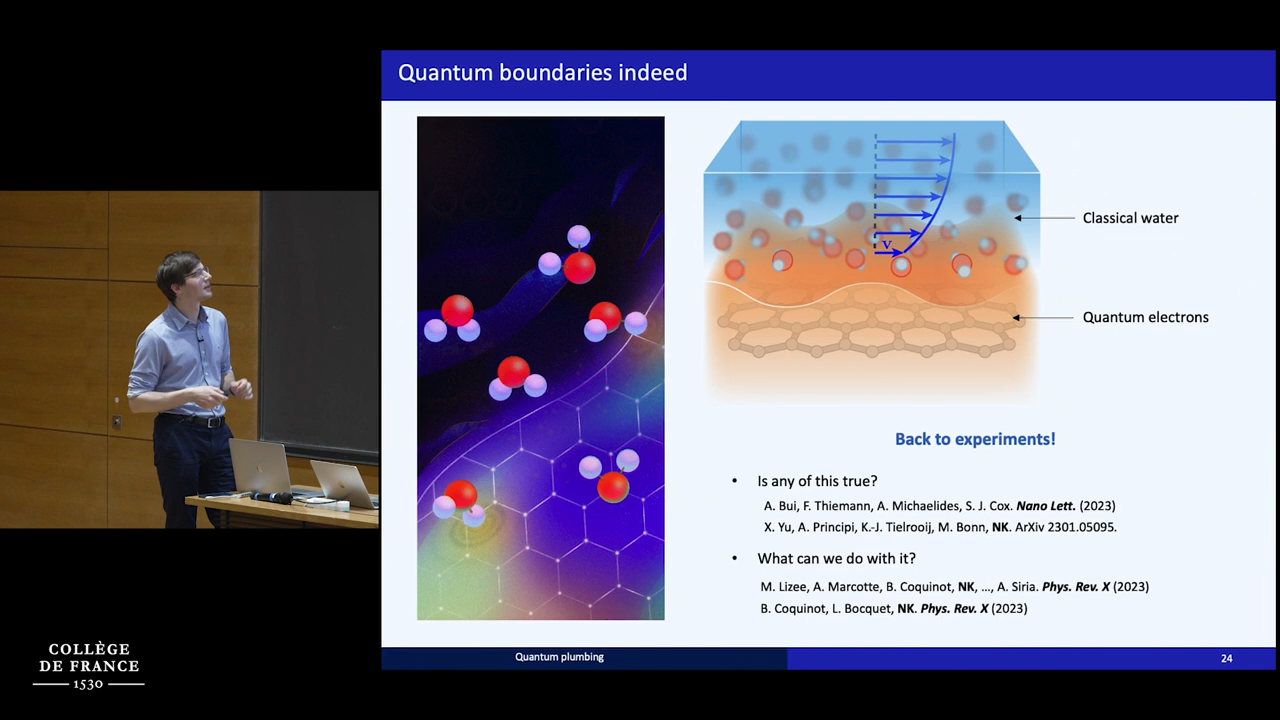 Quantum boundaries indeed
v
Classical water
Quantum electrons
Back to experiments!
• Is any of this true?
A. Bui, F. Thiemann, A. Michaelides, S. J. Cox. Nano Lett. (2023)
X. Yu, A. Principi, K.-J. Tielrooij, M. Bonn, NK. ArXiv 2301.05095.
• What can we do with it?
M. Lizee, A. Marcotte, B. Coquinot, NK, ..., A. Siria. Phys. Rev. X (2023)
B. Coquinot, L. Bocquet, NK. Phys. Rev. X (2023)
Quantum plumbing
24
COLLÈGE
DE FRANCE
1530